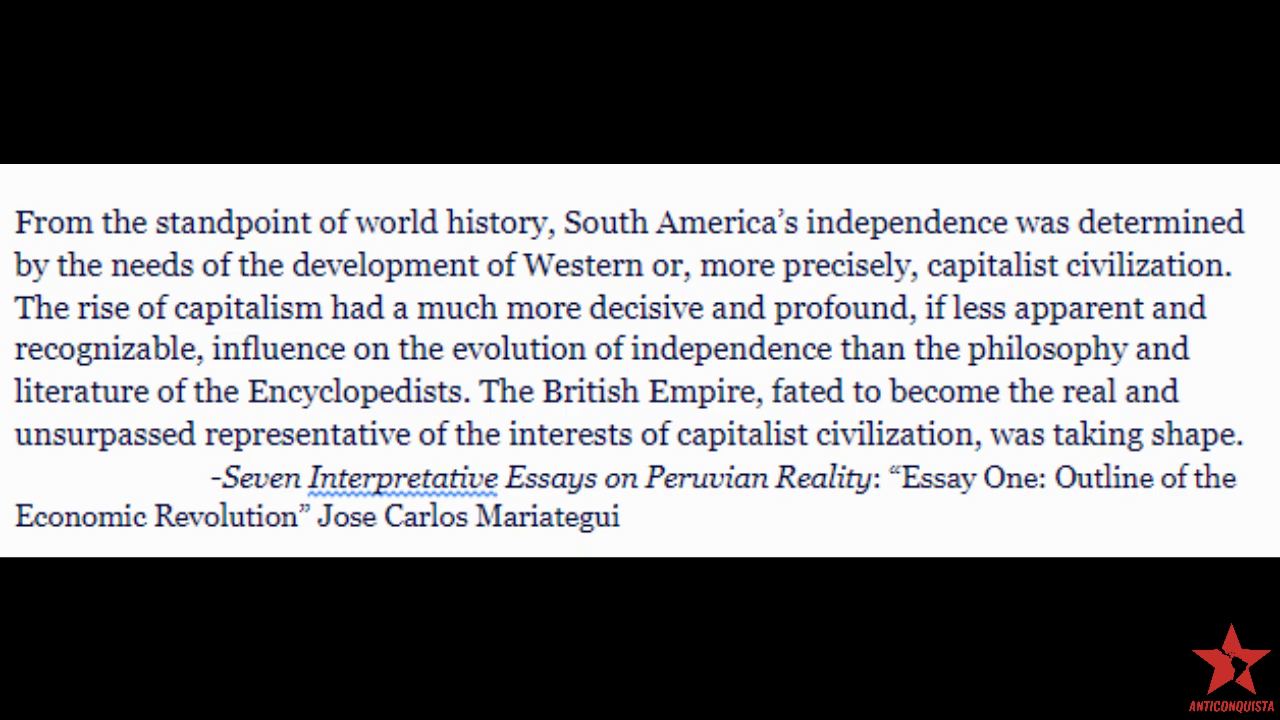 From the standpoint of world history, South America’s independence was determined
by the needs of the development of Western or, more precisely, capitalist civilization.
The rise of capitalism had a much more decisive and profound, if less apparent and
recognizable, influence on the evolution of independence than the philosophy and
literature of the Encyclopedists. The British Empire, fated to become the real and
unsurpassed representative of the interests of capitalist civilization, was taking shape.
-Seven Interpretative Essays on Peruvian Reality: “Essay One: Outline of the
Economic Revolution” Jose Carlos Mariategui
ANTICONQUISTA